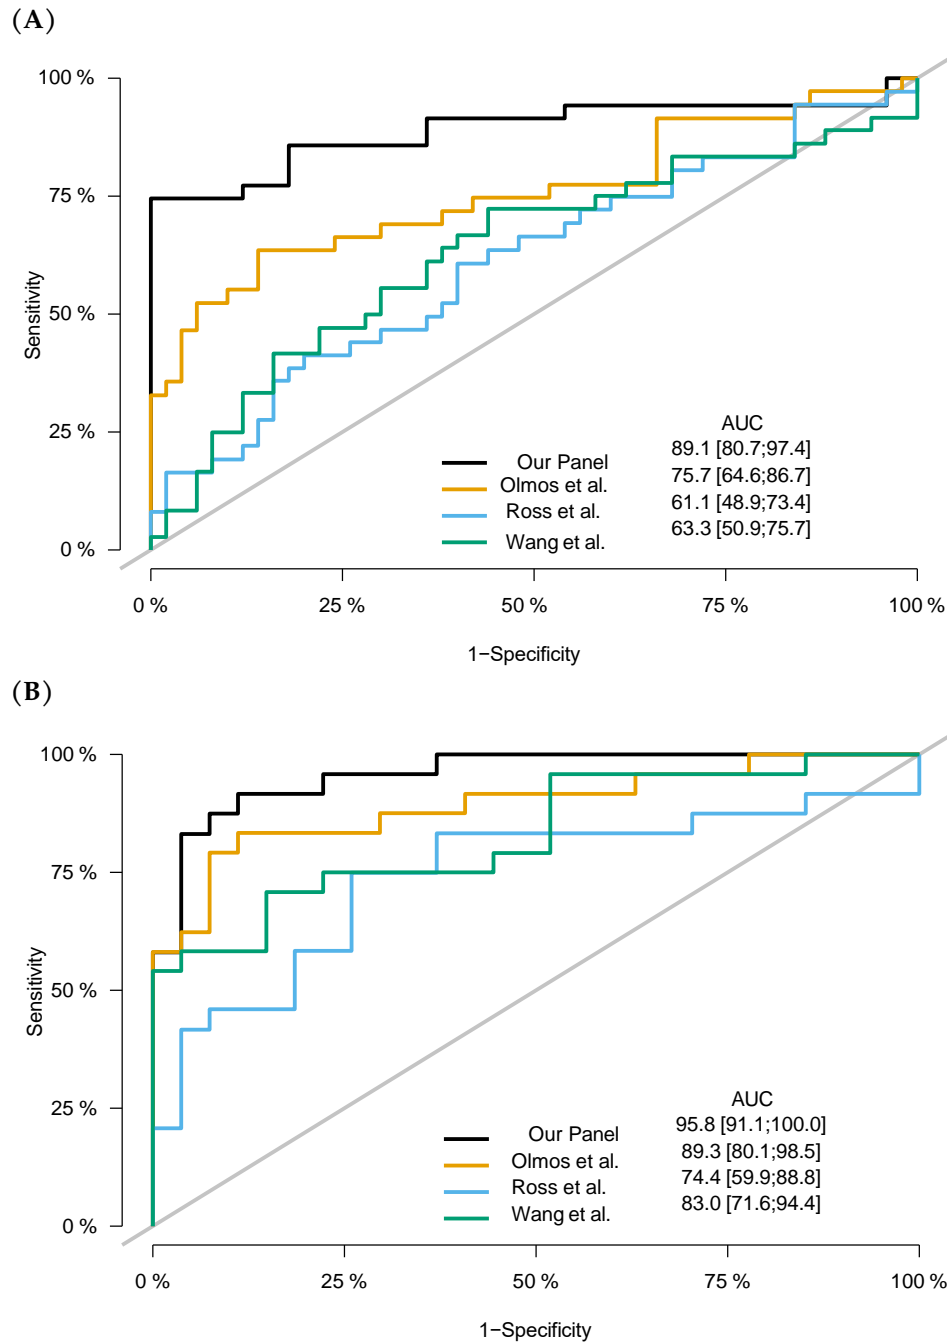 (A)
100 %
75 %
50 %
25 %
0 %
Sensitivity
AUC
Our Panel 89.1 [80.7;97.4]
Olmos et al. 75.7 [64.6;86.7]
Ross et al. 61.1 [48.9;73.4]
Wang et al. 63.3 [50.9;75.7]
0 % 25 % 50 % 75 % 100 %
1−Specificity
(B)
100 %
75 %
50 %
25 %
0 %
Sensitivity
AUC
Our Panel 95.8 [91.1;100.0]
Olmos et al. 89.3 [80.1;98.5]
Ross et al. 74.4 [59.9;88.8]
Wang et al. 83.0 [71.6;94.4]
0 % 25 % 50 % 75 % 100 %
1−Specificity